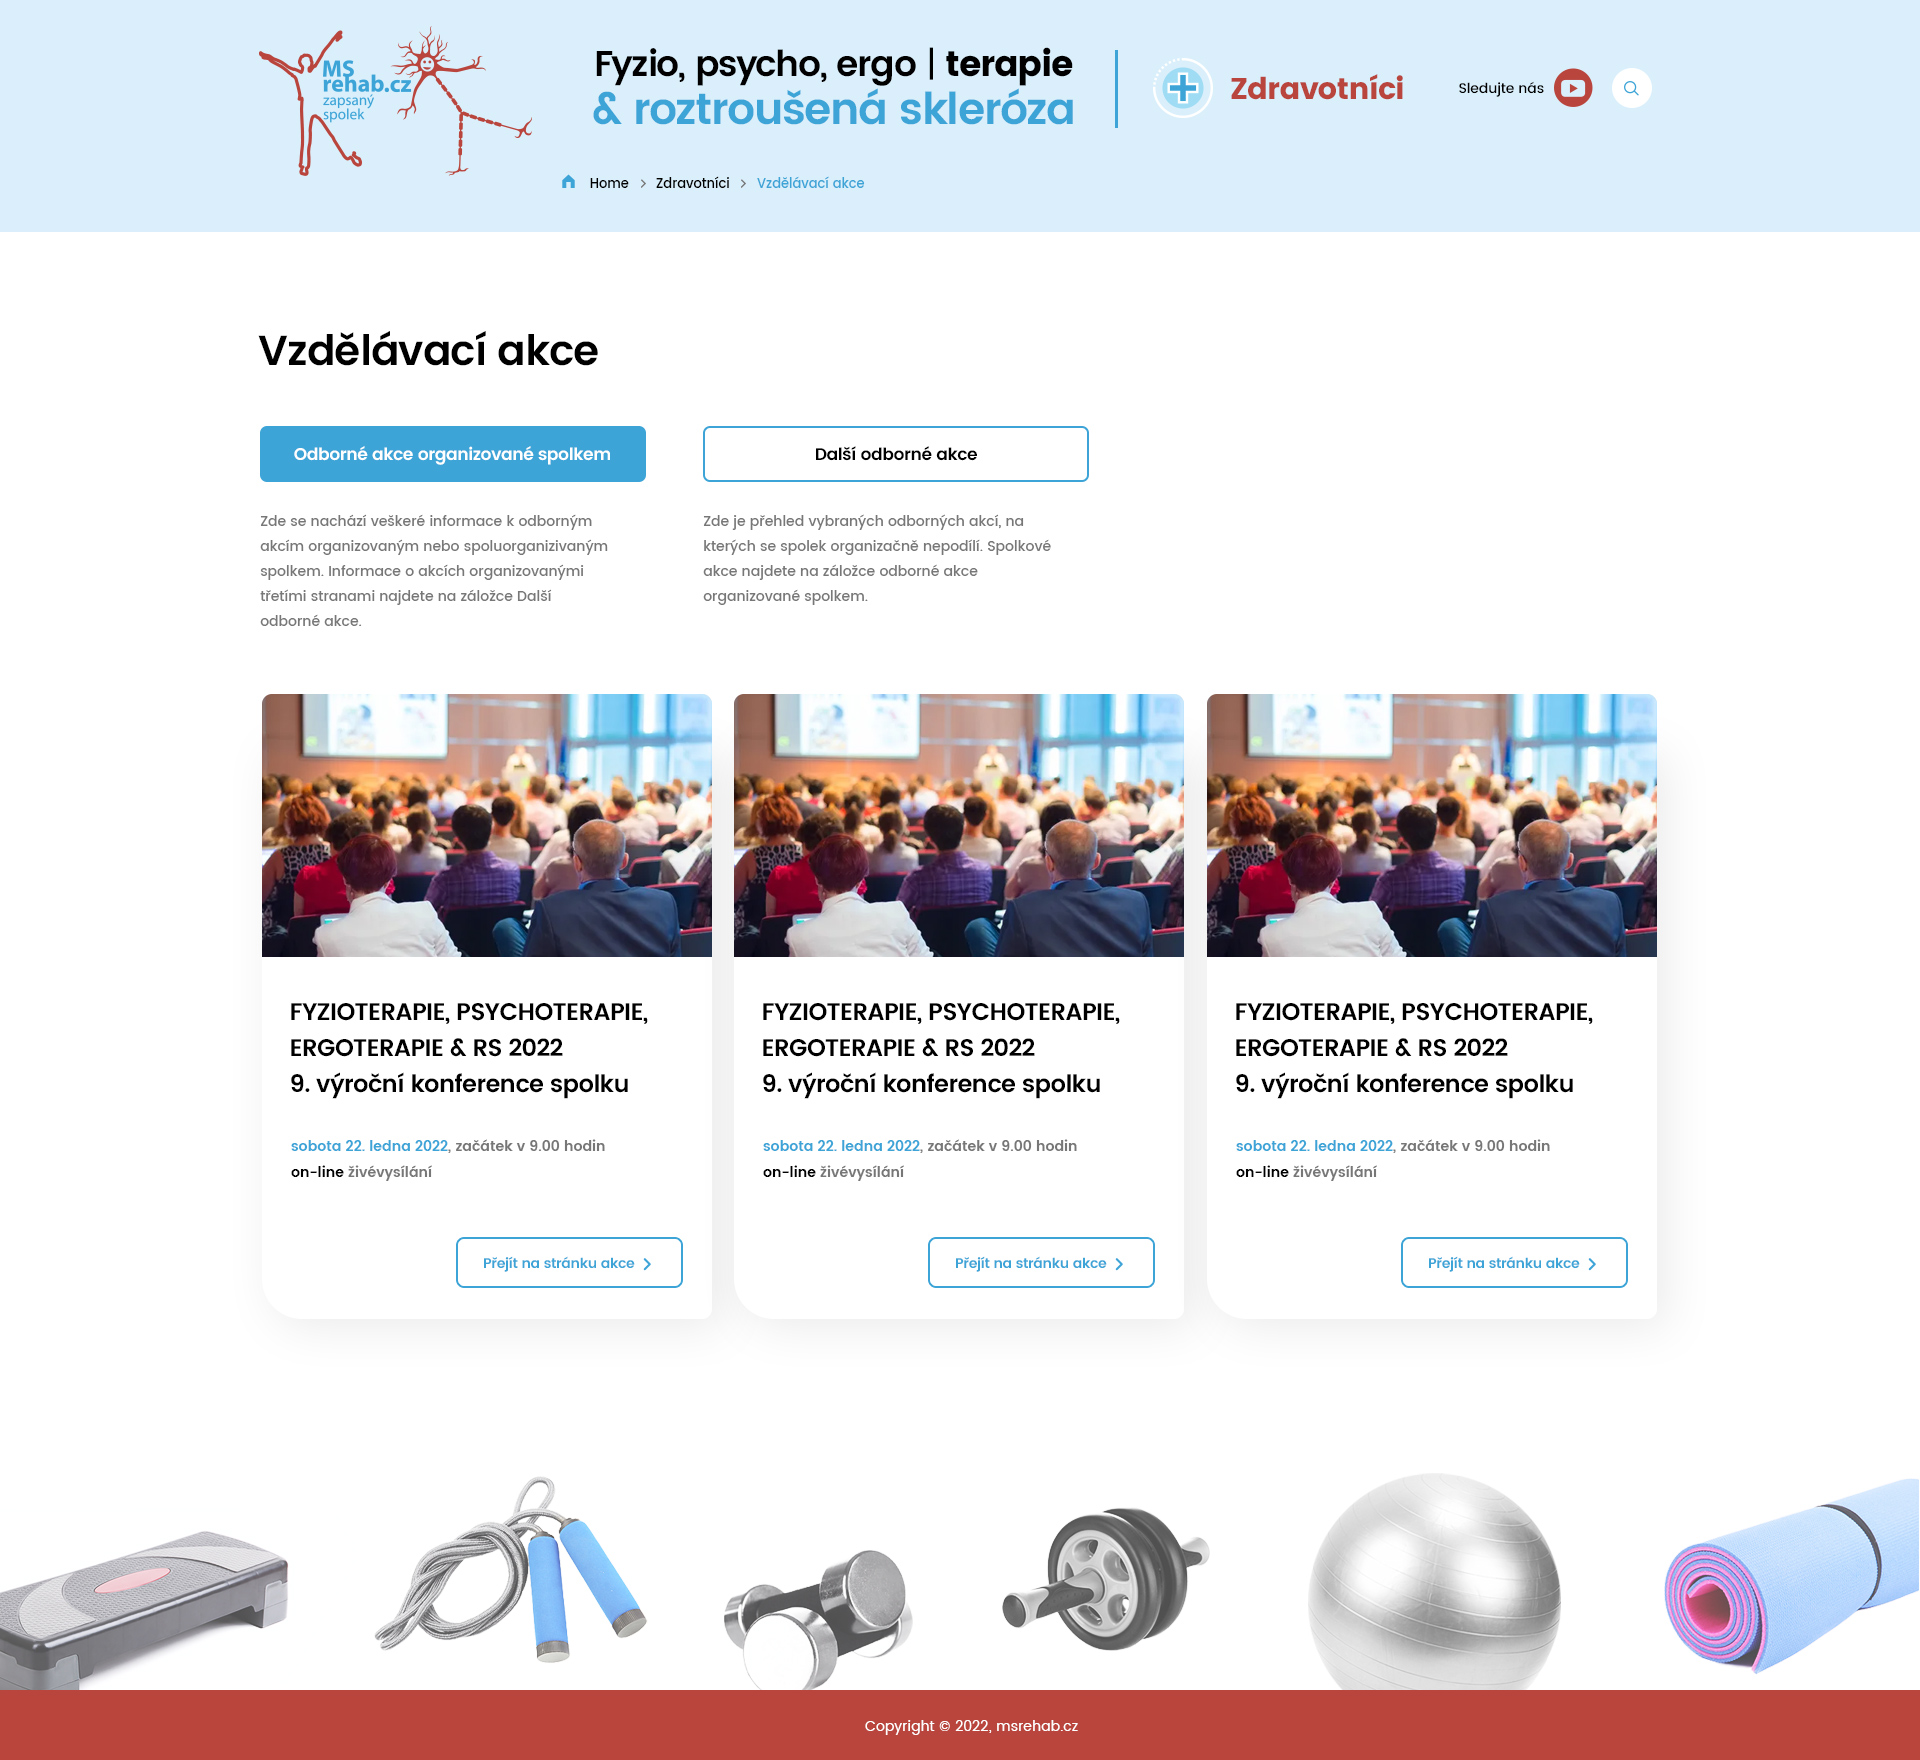 MS
rehab.cz
zapsaný
spolek
Fyzio, psycho, ergo | terapie
& roztroušená skleróza
Zdravotníci
Sledujte nás
Home > Zdravotníci > Vzdělávací akce
Vzdělávací akce
Odborné akce organizované spolkem
Zde se nachází veškeré informace k odborným
akcím organizovaným nebo spoluorganizivaným
spolkem. Informace o akcích organizovanými
třetími stranami najdete na záložce Další
odborné akce.
Další odborné akce
Zde je přehled vybraných odborných akcí, na
kterých se spolek organizačně nepodílí. Spolkové
akce najdete na záložce odborné akce
organizované spolkem.
FYZIOTERAPIE, PSYCHOTERAPIE,
ERGOTERAPIE & RS 2022
9. výroční konference spolku
sobota 22. ledna 2022, začátek v 9.00 hodin
on-line živévysílání
Přejít na stránku akce >
FYZIOTERAPIE, PSYCHOTERAPIE,
ERGOTERAPIE & RS 2022
9. výroční konference spolku
sobota 22. ledna 2022, začátek v 9.00 hodin
on-line živévysílání
Přejít na stránku akce >
FYZIOTERAPIE, PSYCHOTERAPIE,
ERGOTERAPIE & RS 2022
9. výroční konference spolku
sobota 22. ledna 2022, začátek v 9.00 hodin
on-line živévysílání
Přejít na stránku akce >
Copyright © 2022, msrehab.cz